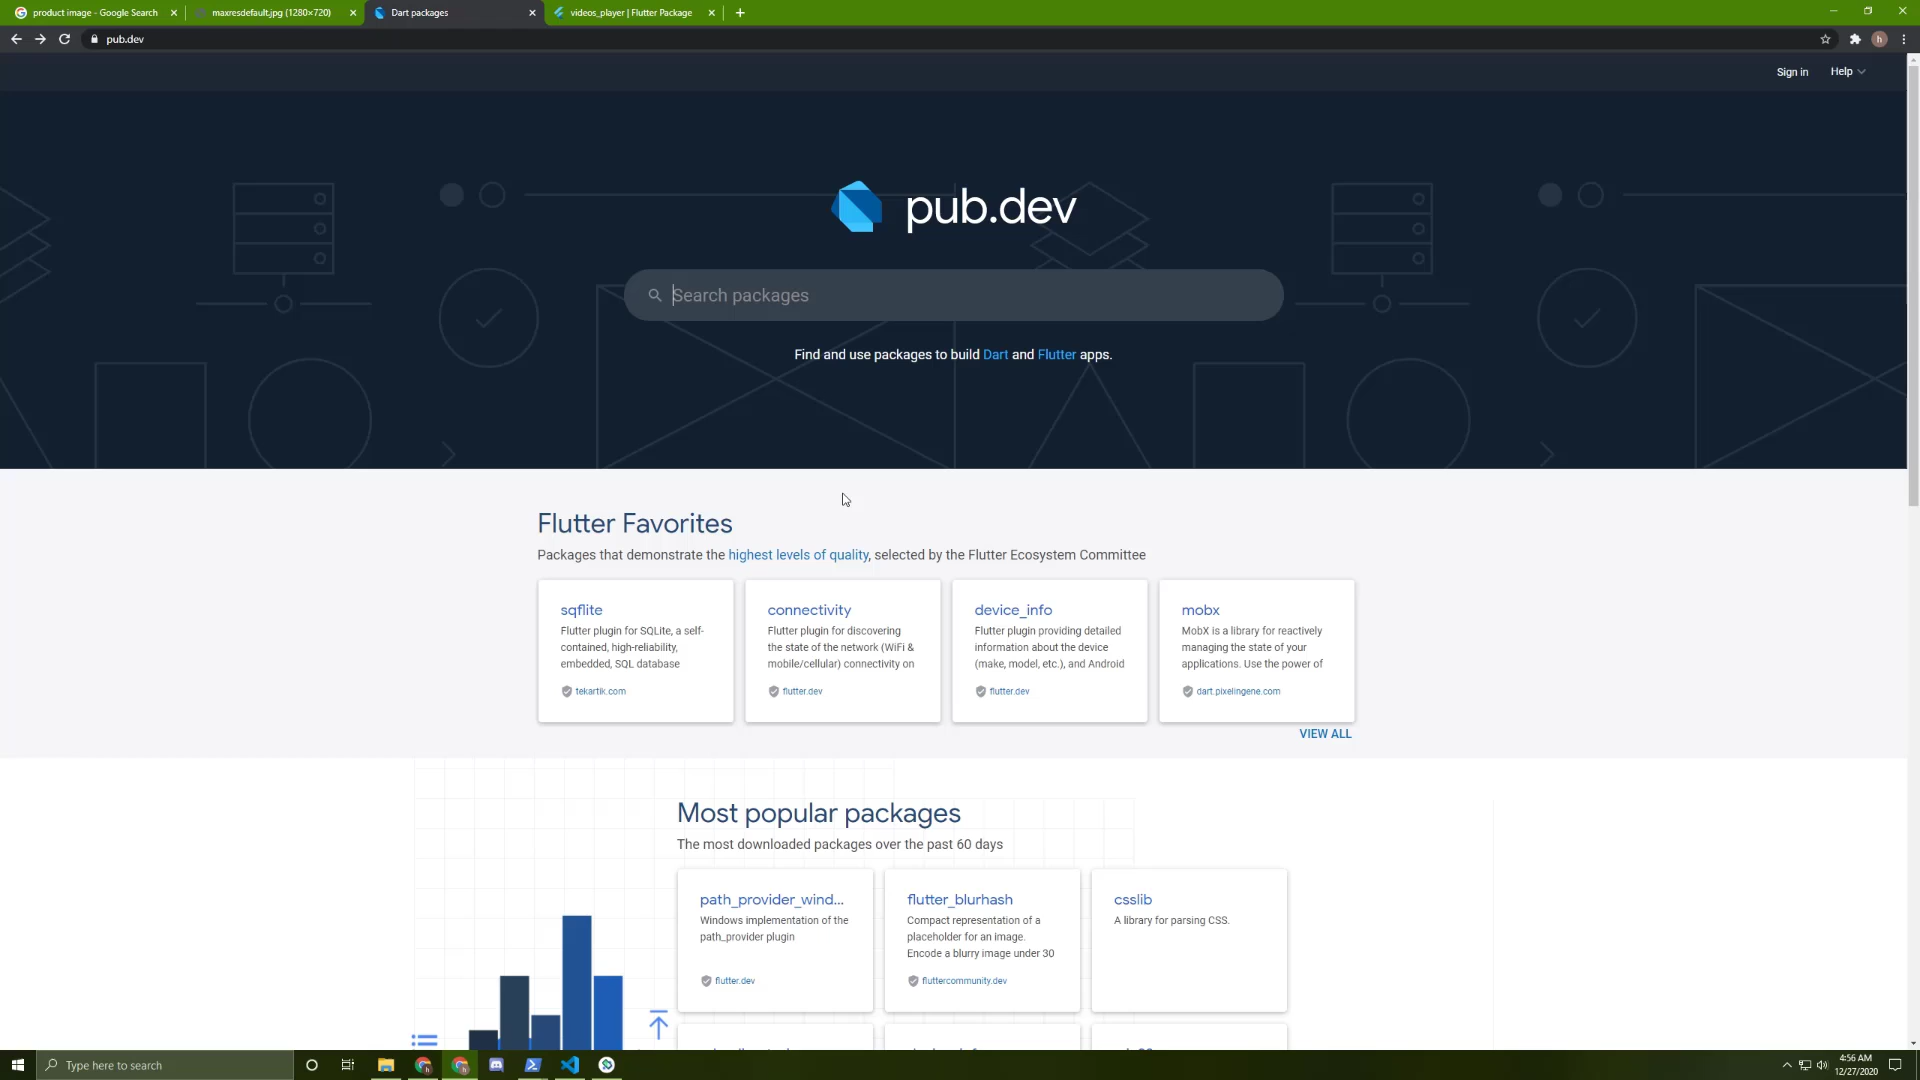 product image - Google Search
maxresdefault.jpg (1280×720)
Dart packages
videos_player | Flutter Package
pub.dev
h
Sign in
Help
pub.dev
Search packages
Find and use packages to build Dart and Flutter apps.
Flutter Favorites
Packages that demonstrate the highest levels of quality, selected by the Flutter Ecosystem Committee
sqflite
Flutter plugin for SQLite, a self-
contained, high-reliability,
embedded, SQL database
tekartik.com
connectivity
Flutter plugin for discovering
the state of the network (WiFi &
mobile/cellular) connectivity on
flutter.dev
device_info
Flutter plugin providing detailed
information about the device
(make, model, etc.), and Android
flutter.dev
mobx
MobX is a library for reactively
managing the state of your
applications. Use the power of
dart.pixelingene.com
VIEW ALL
Most popular packages
The most downloaded packages over the past 60 days
path_provider_wind...
Windows implementation of the
path_provider plugin
flutter.dev
flutter_blurhash
Compact representation of a
placeholder for an image.
Encode a blurry image under 30
fluttercommunity.dev
csslib
A library for parsing CSS.
Type here to search
4:56 AM
12/27/2020